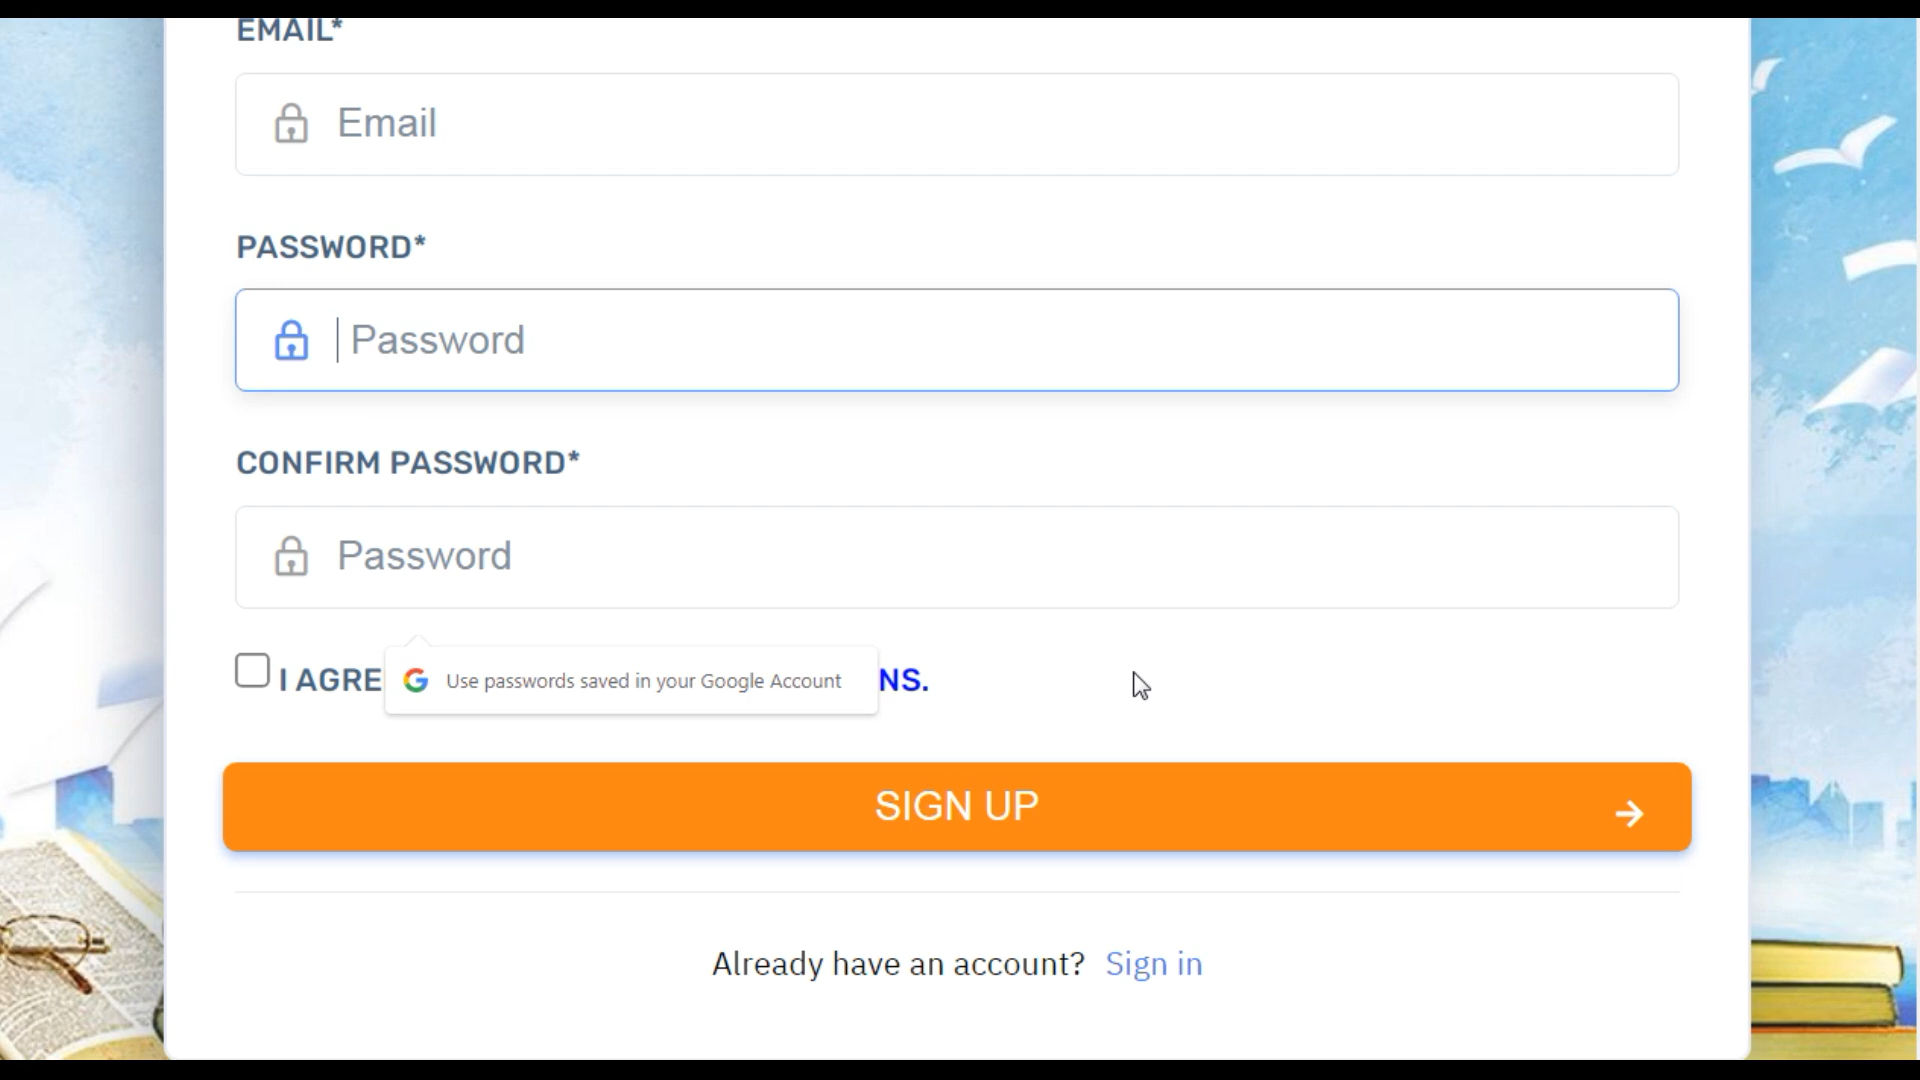 EMAIL*
Email
PASSWORD*
Password
CONFIRM PASSWORD*
Password
I AGRE
Use passwords saved in your Google Account
NS.
SIGN UP
Already have an account? Sign in